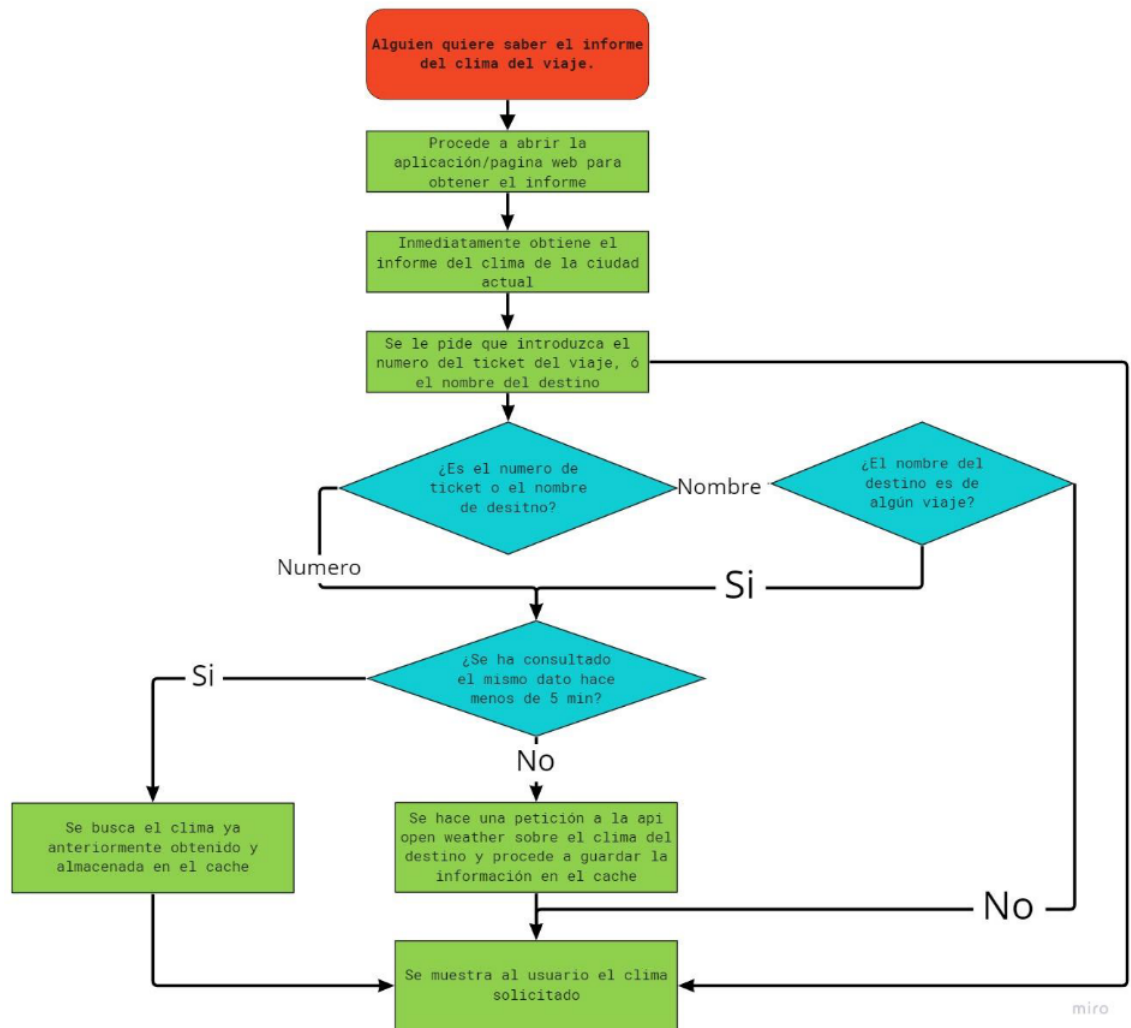 Alguien quiere saber el informe
del clima del viaje.
Procede a abrir la
aplicación/pagina web para
obtener el informe
Inmediatamente obtiene el
informe del clima de la ciudad
actual
Se le pide que introduzca el
numero del ticket del viaje, ó
el nombre del destino
¿Es el numero de
ticket o el nombre
de desitno?
Nombre
¿El nombre del
destino es de
algún viaje?
Numero
Si
¿Se ha consultado
el mismo dato hace
menos de 5 min?
Si
No
Se busca el clima ya
anteriormente obtenido y
almacenada en el cache
Se hace una petición a la api
open weather sobre el clima del
destino y procede a guardar la
información en el cache
No
Se muestra al usuario el clima
solicitado
miro